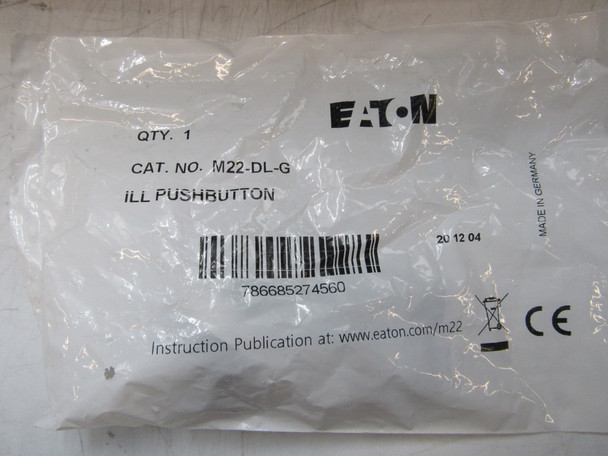 EATON
QTY. 1
CAT. NO. M22-DL-G
ILL PUSHBUTTON
MADE IN GERMANY
20 12 04
786685274560
CE
Instruction Publication at: www.eaton.com/m22